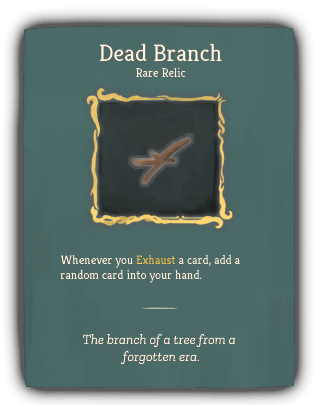 Dead Branch
Rare Relic
Whenever you Exhaust a card, add a
random card into your hand.
The branch of a tree from a
forgotten era.